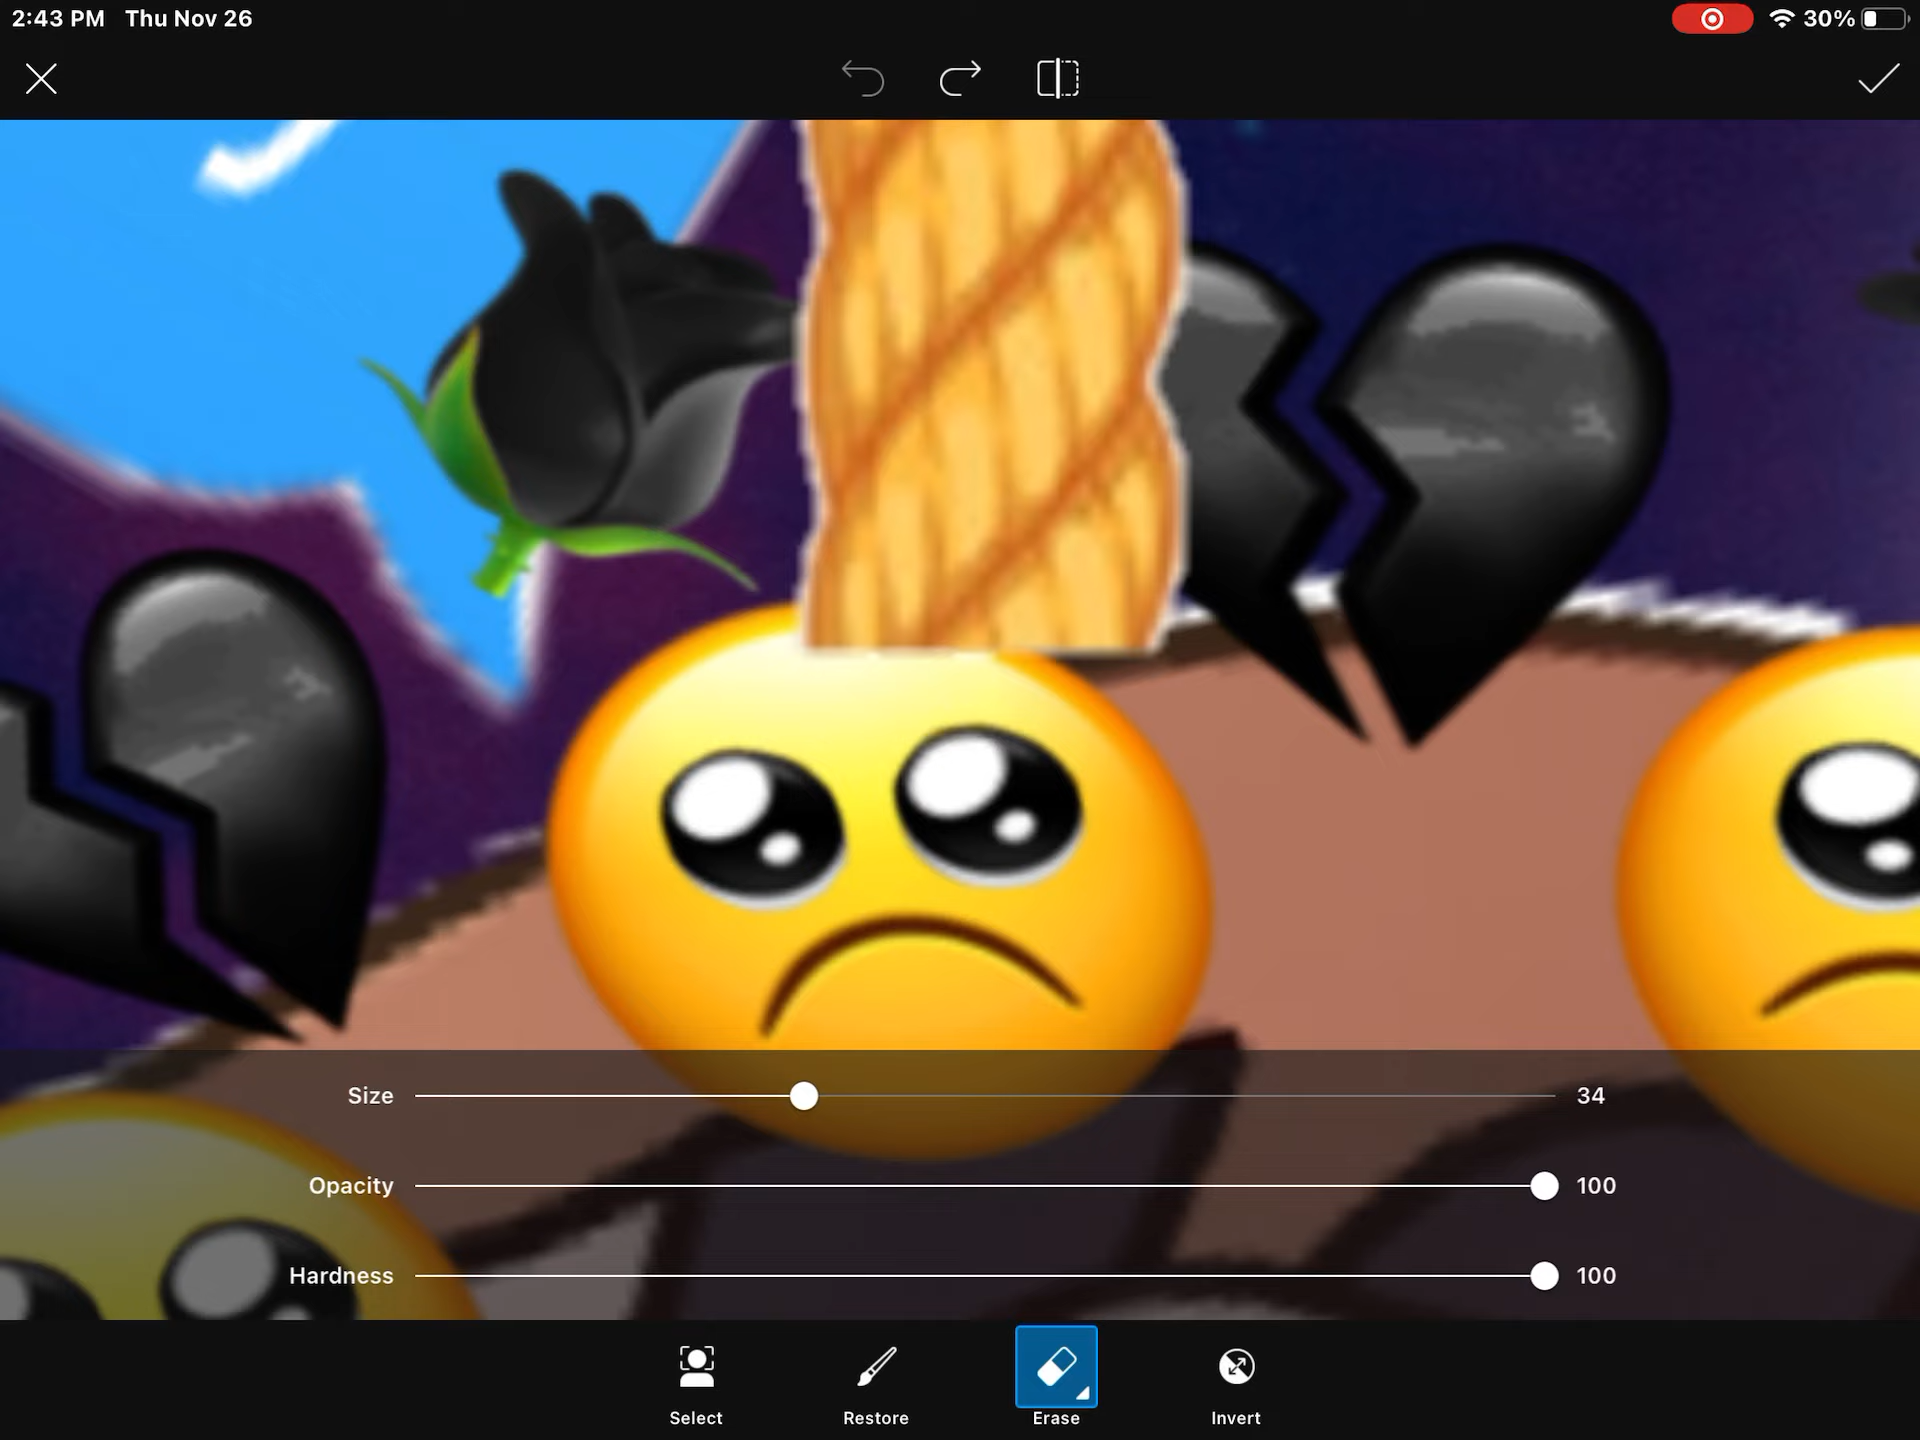 2:43 PM Thu Nov 26
30%
Size 34
Opacity 100
Hardness 100
Select Restore Erase Invert